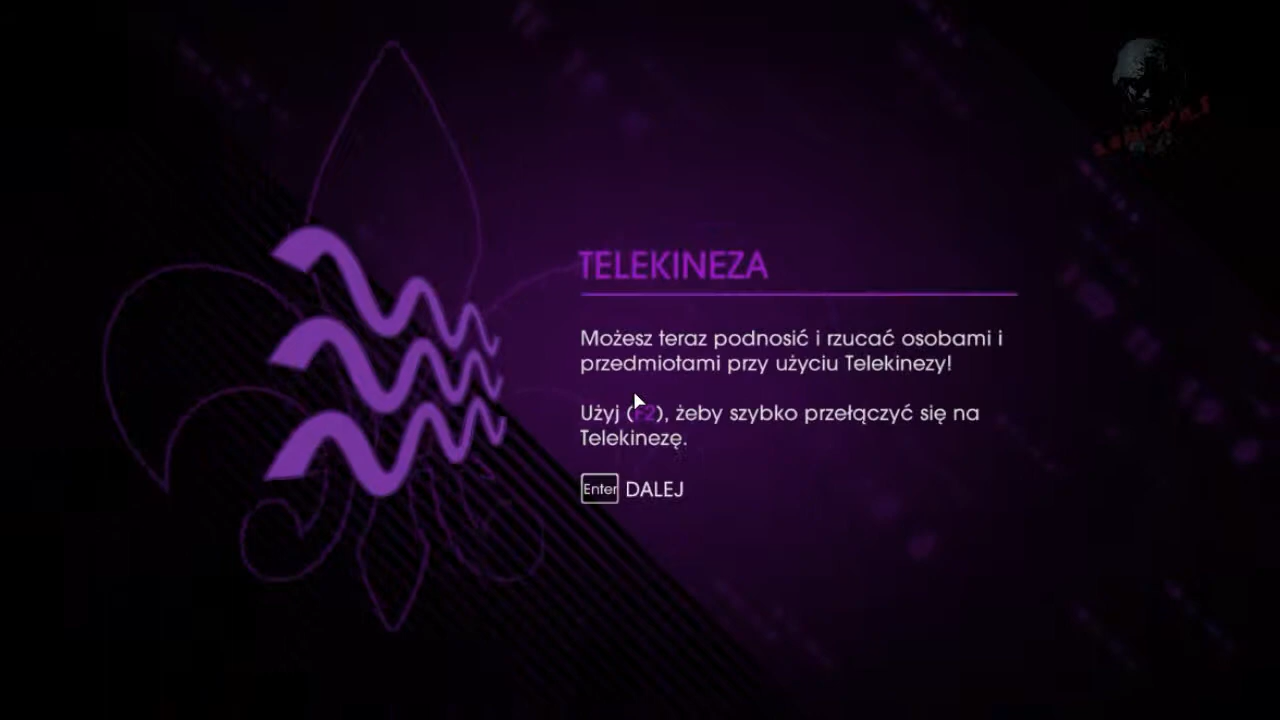 TELEKINEZA
Możesz teraz podnosić i rzucać osobami i
przedmiotami przy użyciu Telekinezy!
Użyj (F2), żeby szybko przełączyć się na
Telekinezę.
Enter DALEJ